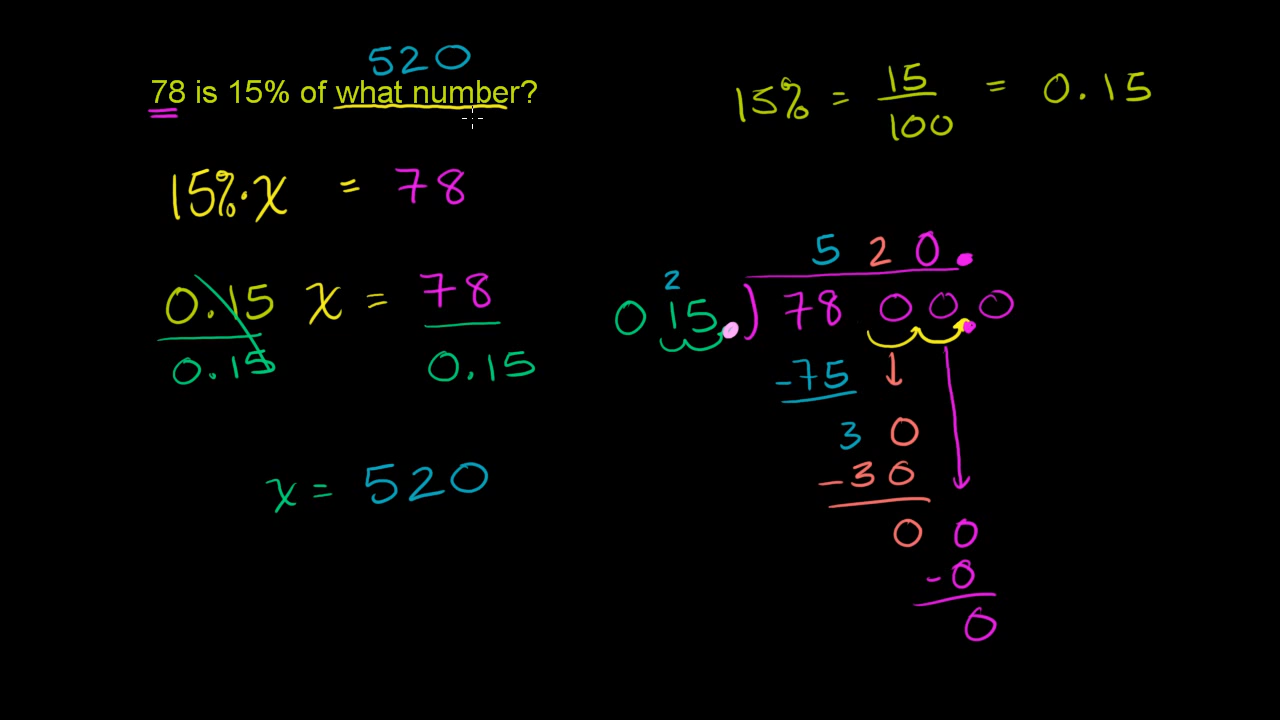 520
78 is 15% of what number?
15% = 15/100 = 0.15
15%·x = 78
0.15 x = 78
0.15 0.15
x = 520
520.
2
0 15. ) 78 000
-75
30
-30
00
-0
0